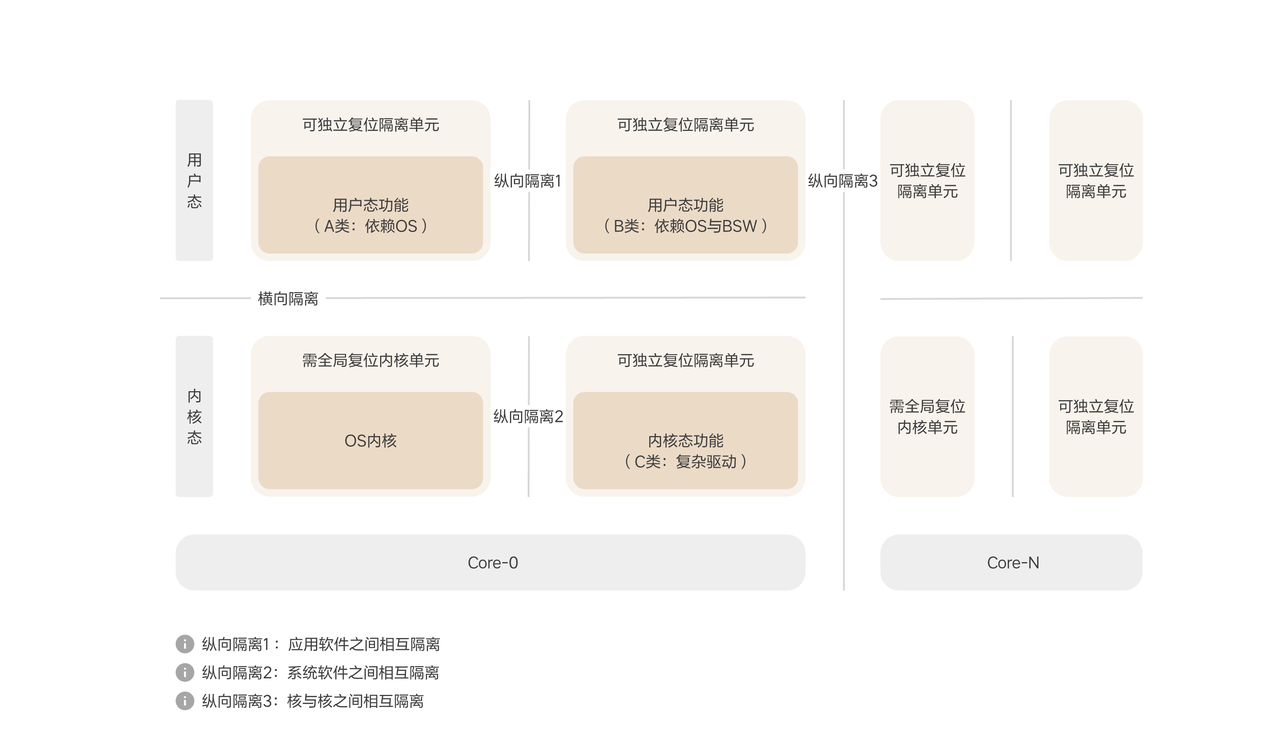 用户态
可独立复位隔离单元
用户态功能
（A类：依赖OS）
纵向隔离1
可独立复位隔离单元
用户态功能
（B类：依赖OS与BSW）
纵向隔离3
可独立复位
隔离单元
可独立复位
隔离单元
横向隔离
内核态
需全局复位内核单元
OS内核
纵向隔离2
可独立复位隔离单元
内核态功能
（C类：复杂驱动）
需全局复位
内核单元
可独立复位
隔离单元
Core-0
Core-N
纵向隔离1：应用软件之间相互隔离
纵向隔离2：系统软件之间相互隔离
纵向隔离3：核与核之间相互隔离